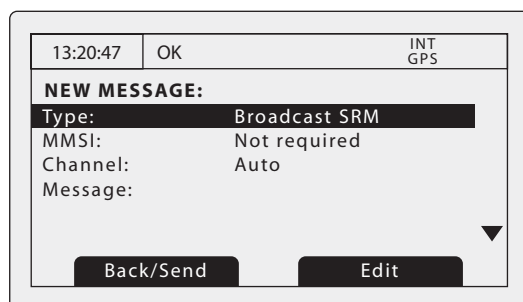 13:20:47 OK INT
GPS
NEW MESSAGE:
Type: Broadcast SRM
MMSI: Not required
Channel: Auto
Message:
Back/Send Edit